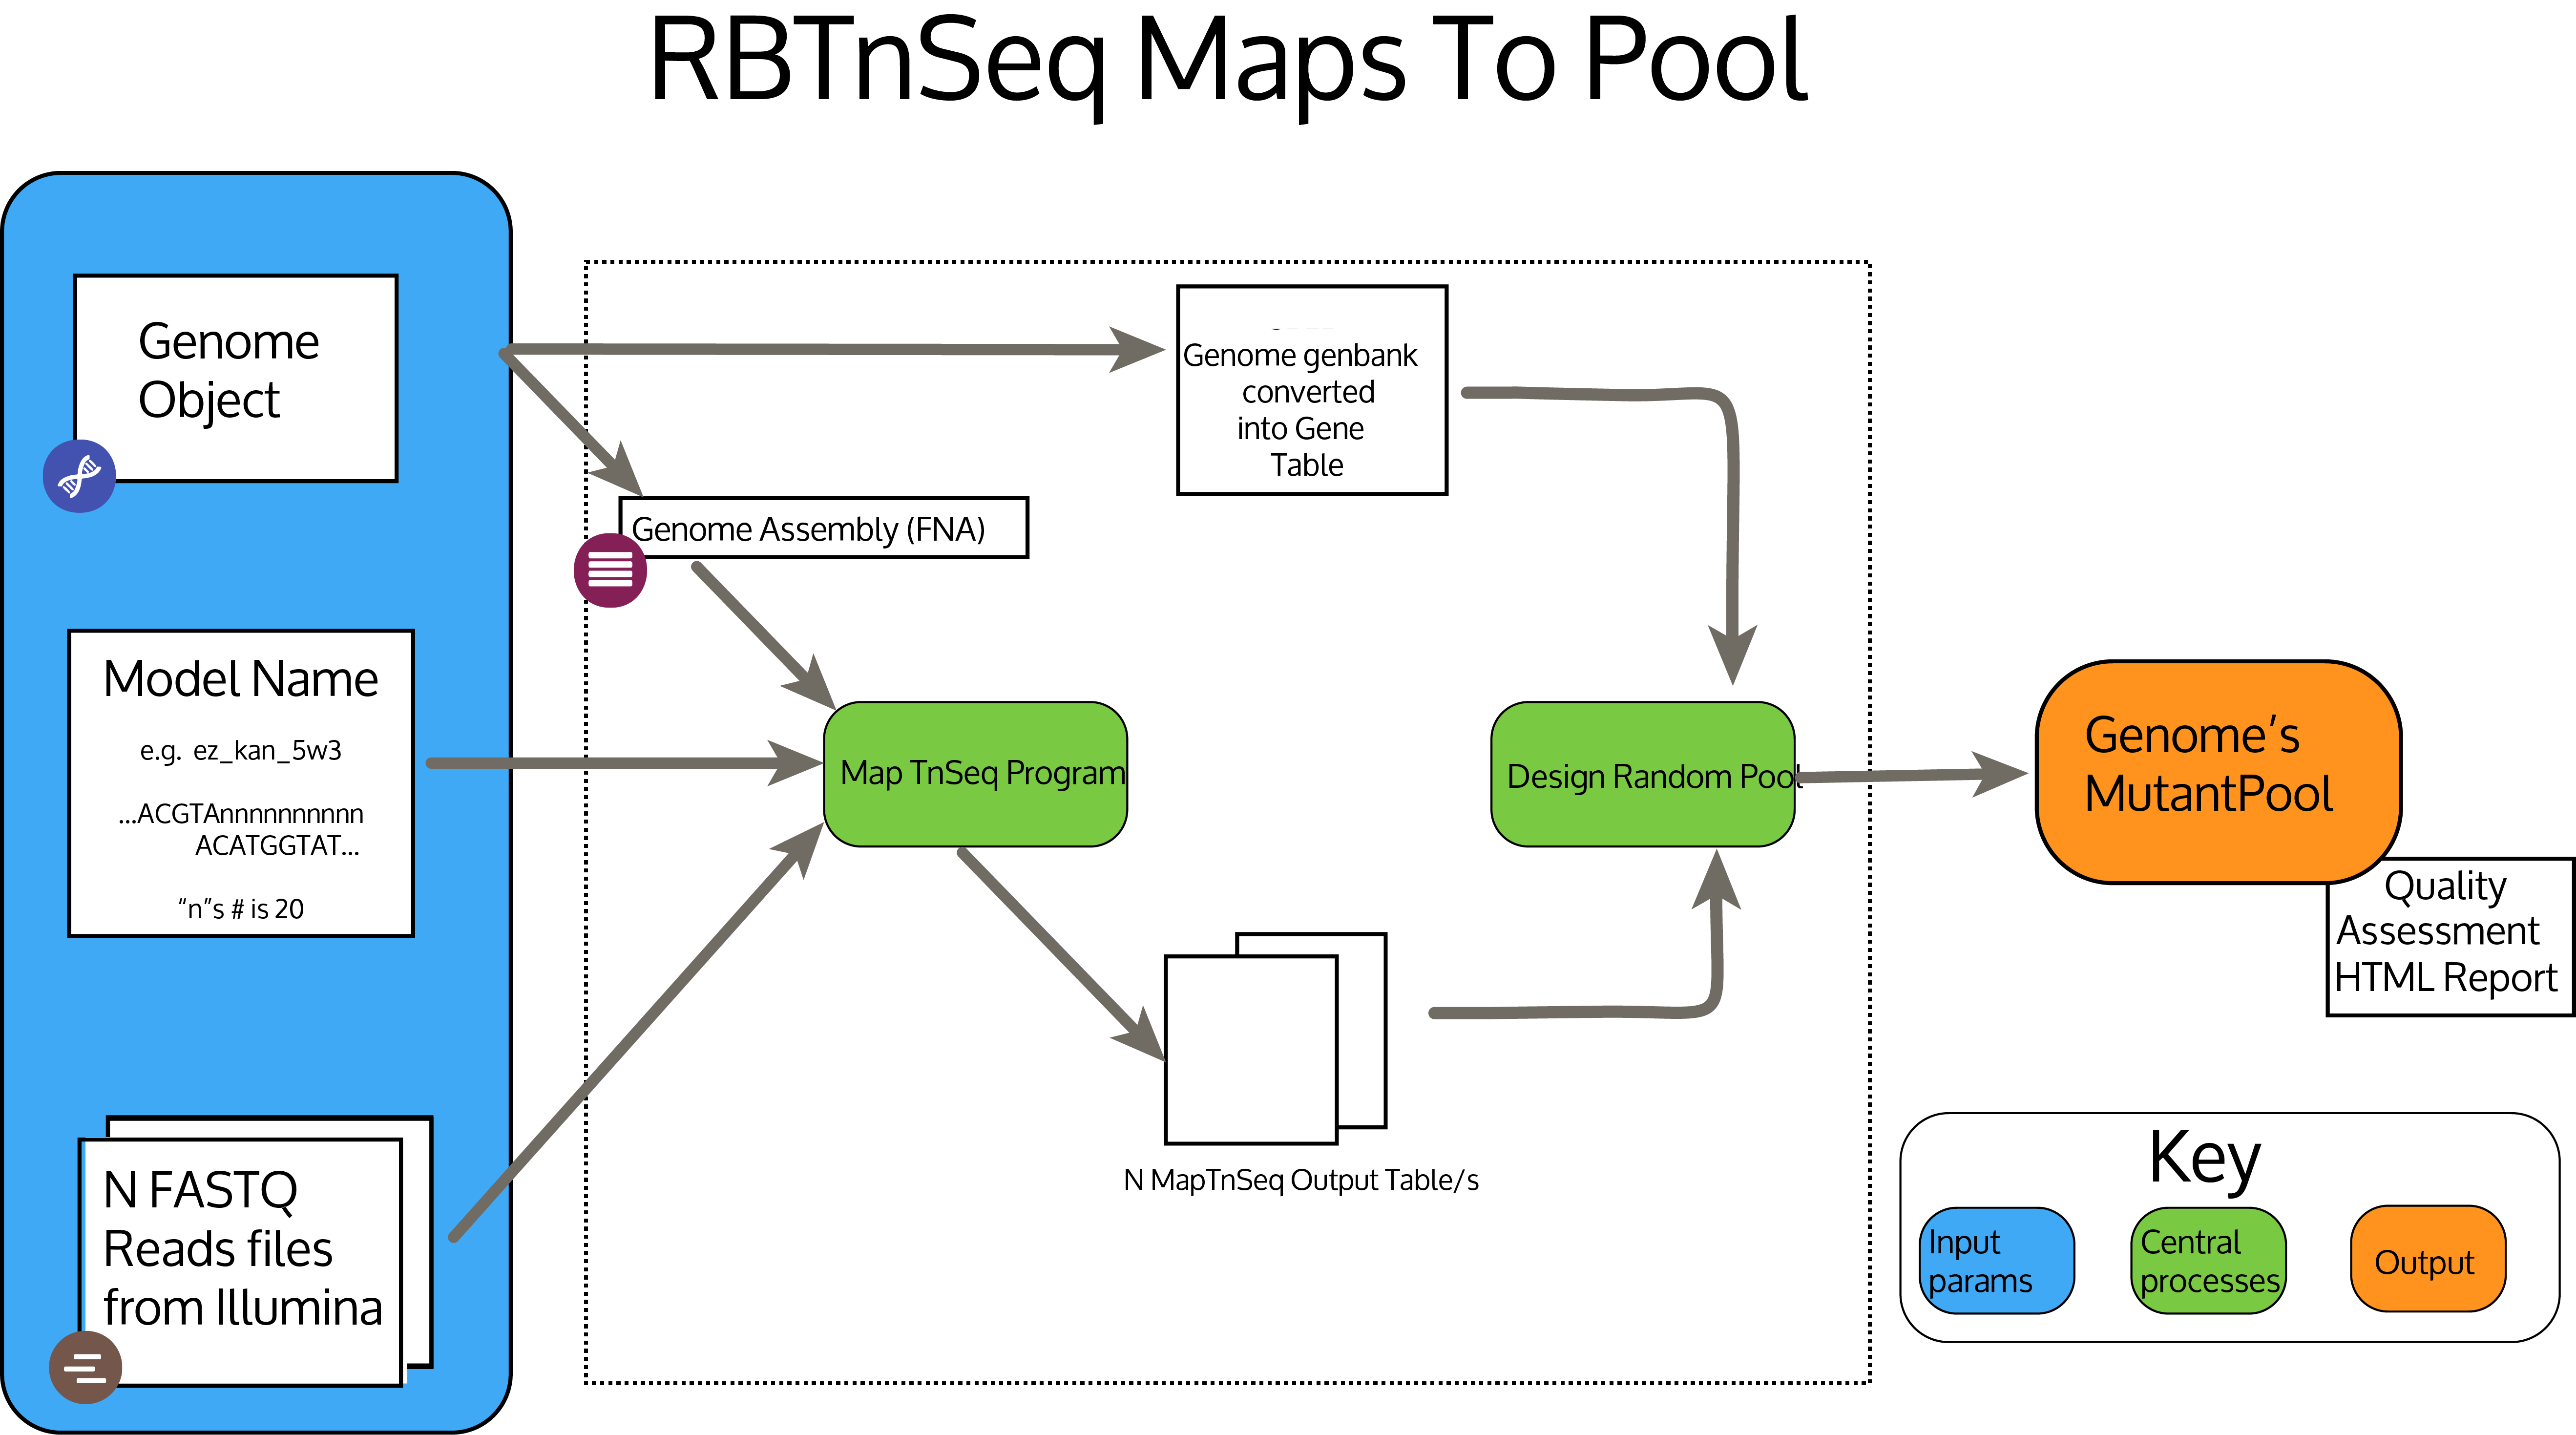 RBTnSeq Maps To Pool
Genome
Object
Model Name
e.g. ez_kan_5w3
...ACGTAnnnnnnnnnn
ACATGGTAT...
“n”s # is 20
N FASTQ
Reads files
from Illumina
Genome Assembly (FNA)
Genome genbank
converted
into Gene
Table
Map TnSeq Program
Design Random Pool
N MapTnSeq Output Table/s
Genome’s
MutantPool
Quality
Assessment
HTML Report
Key
Input
params
Central
processes
Output